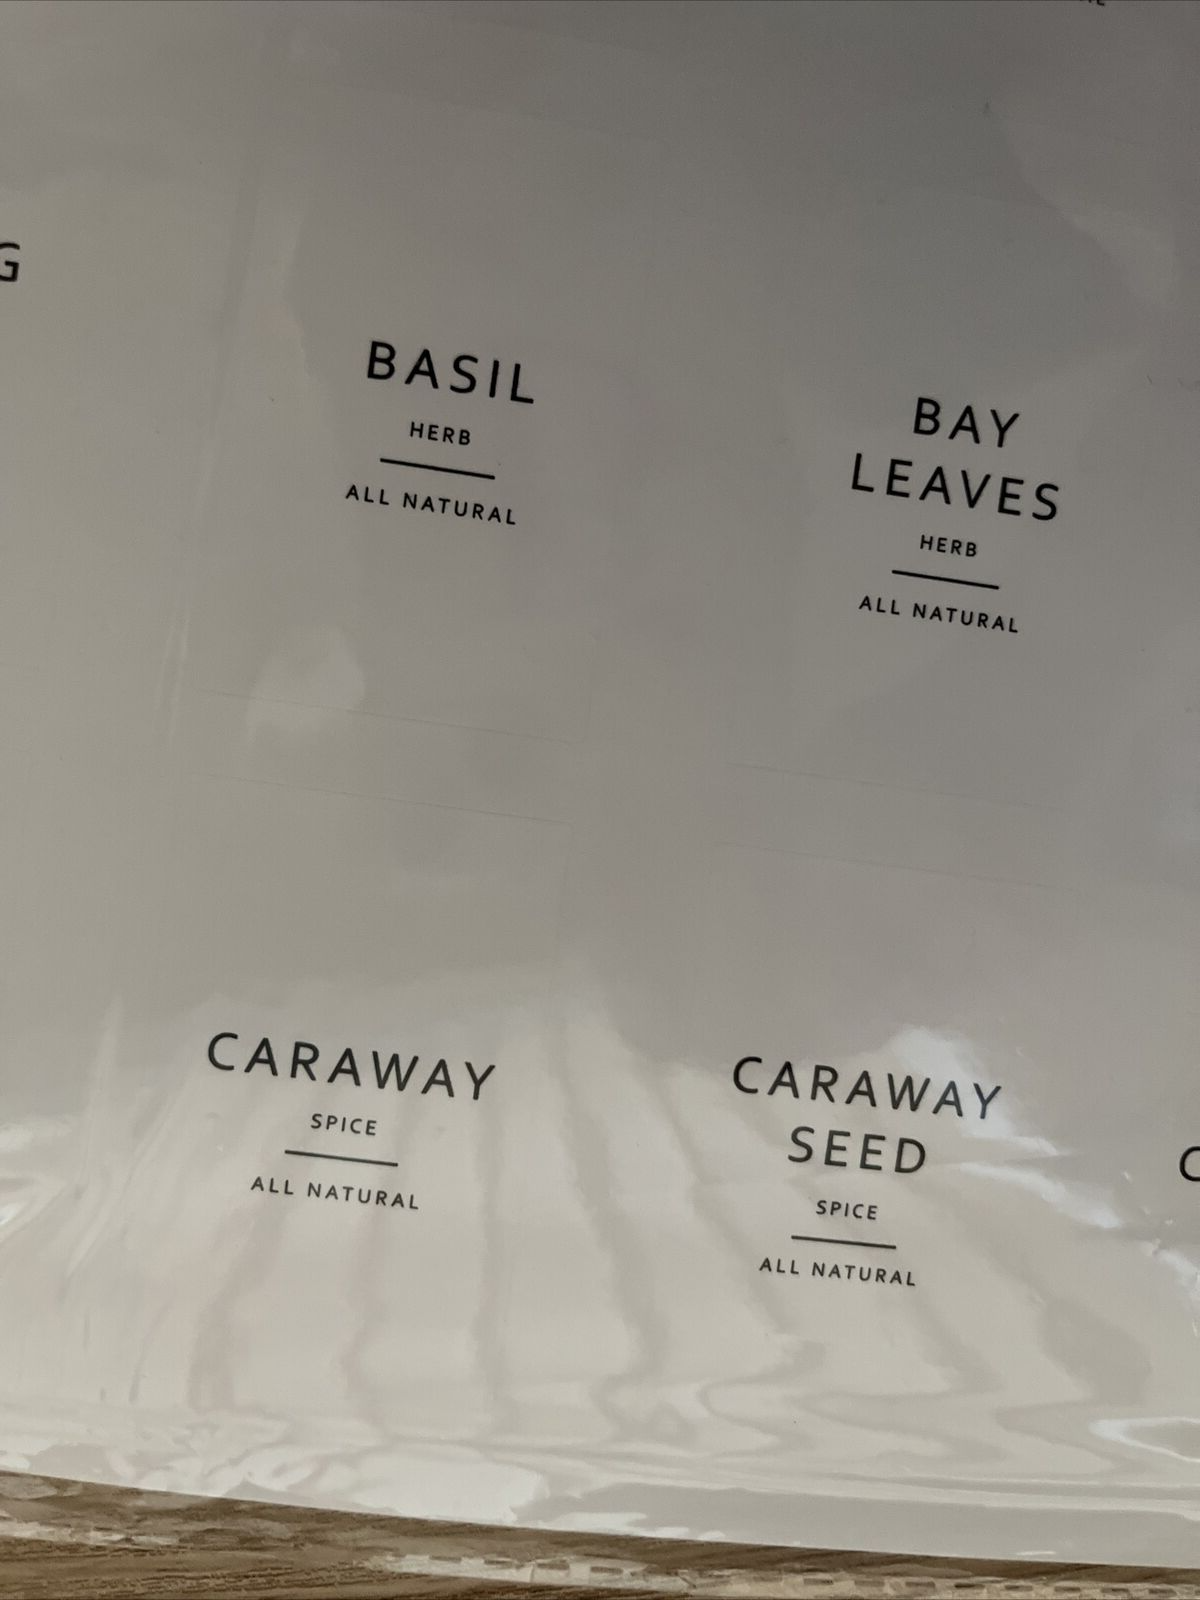 BASIL
HERB
ALL NATURAL
BAY
LEAVES
HERB
ALL NATURAL
CARAWAY
SPICE
ALL NATURAL
CARAWAY
SEED
SPICE
ALL NATURAL